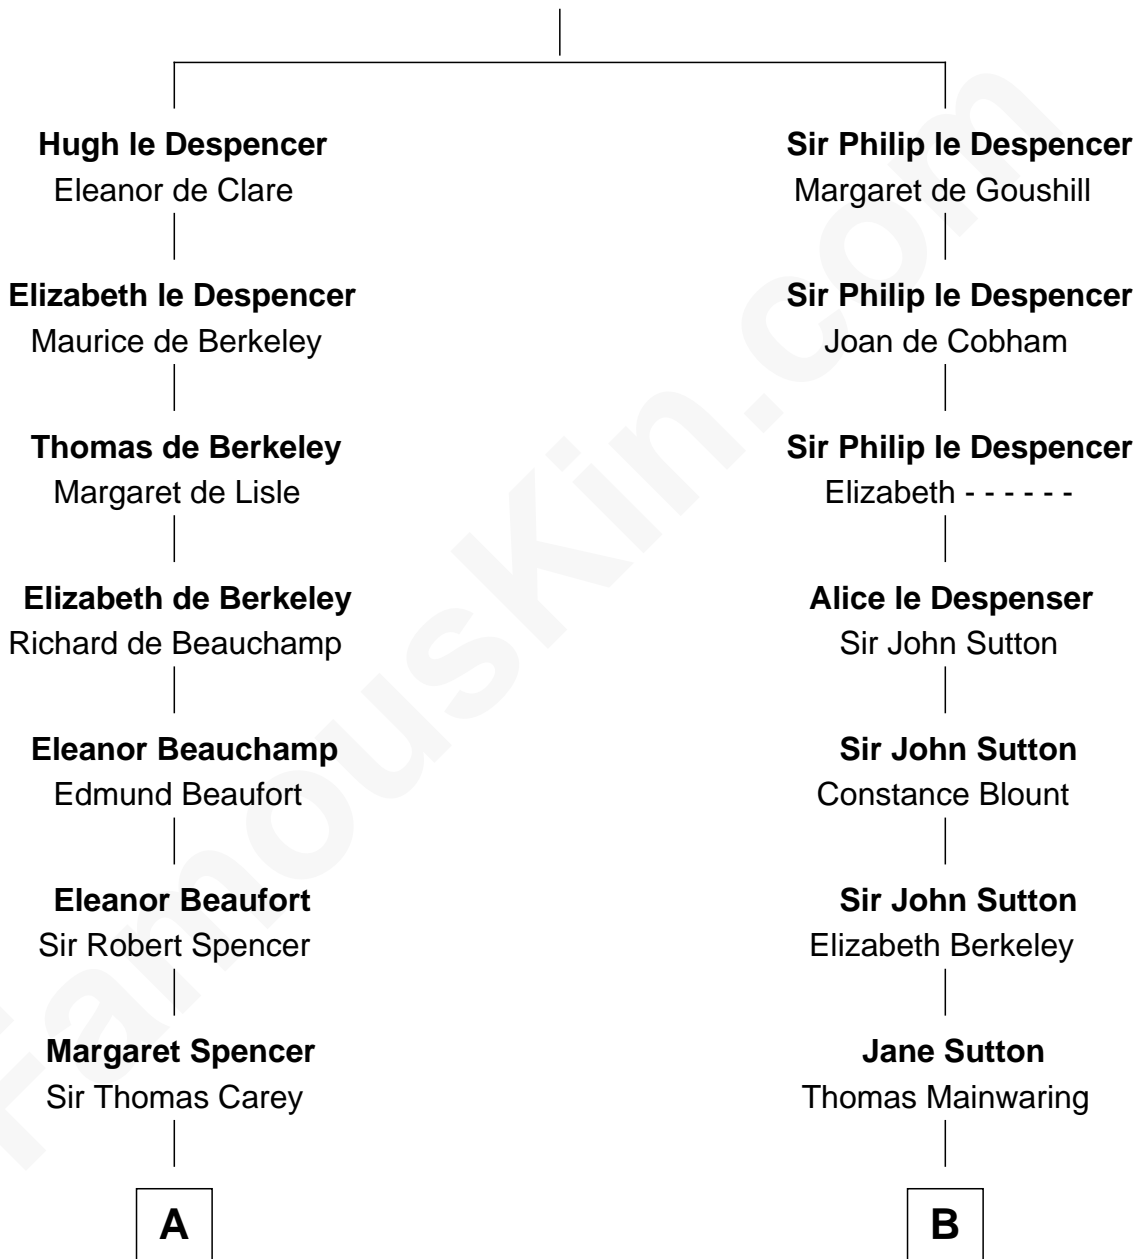 Hugh le Despencer
Eleanor de Clare
Elizabeth le Despencer
Maurice de Berkeley
Thomas de Berkeley
Margaret de Lisle
Elizabeth de Berkeley
Richard de Beauchamp
Eleanor Beauchamp
Edmund Beaufort
Eleanor Beaufort
Sir Robert Spencer
Margaret Spencer
Sir Thomas Carey
A
Sir Philip le Despencer
Margaret de Goushill
Sir Philip le Despencer
Joan de Cobham
Sir Philip le Despencer
Elizabeth - - - - - -
Alice le Despenser
Sir John Sutton
Sir John Sutton
Constance Blount
Sir John Sutton
Elizabeth Berkeley
Jane Sutton
Thomas Mainwaring
B
FamousKin.com